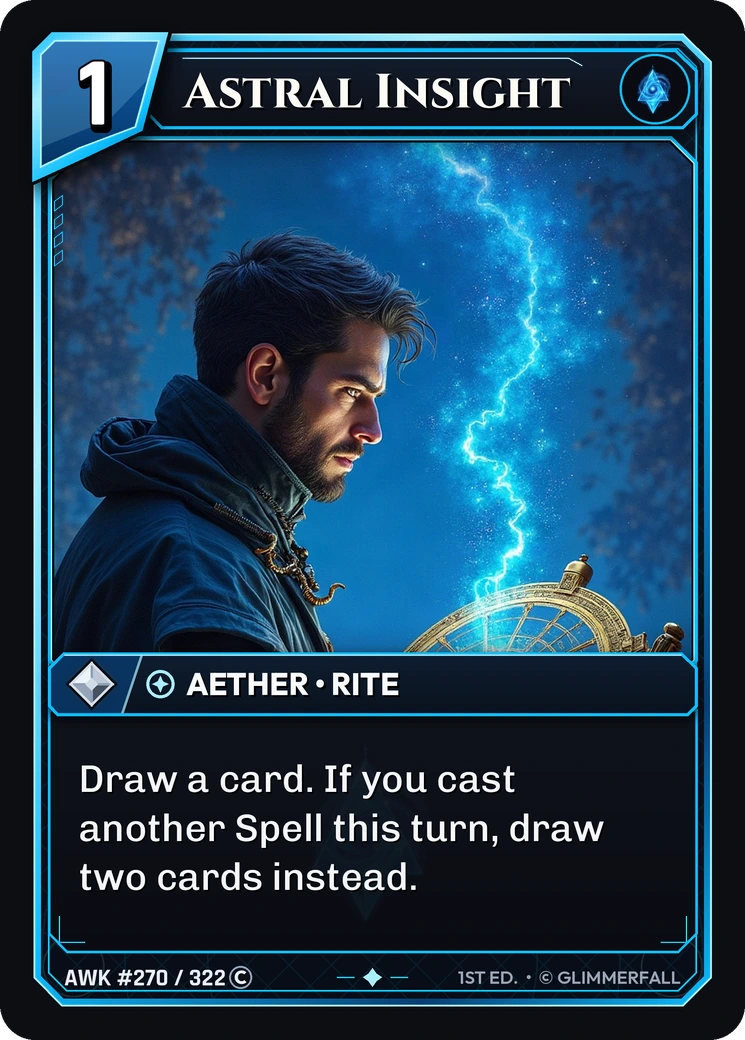 1
ASTRAL INSIGHT
AETHER • RITE
Draw a card. If you cast
another Spell this turn, draw
two cards instead.
AWK #270 / 322 Ⓒ
1ST ED. • © GLIMMERFALL